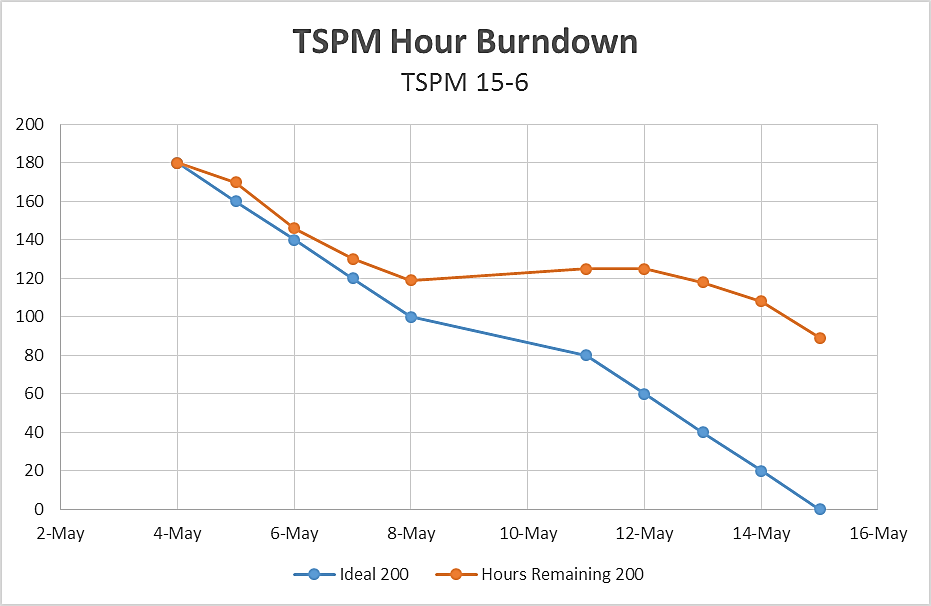 TSPM Hour Burndown
TSPM 15-6
200
180
160
140
120
100
80
60
40
20
0
2-May 4-May 6-May 8-May 10-May 12-May 14-May 16-May
Ideal 200 Hours Remaining 200